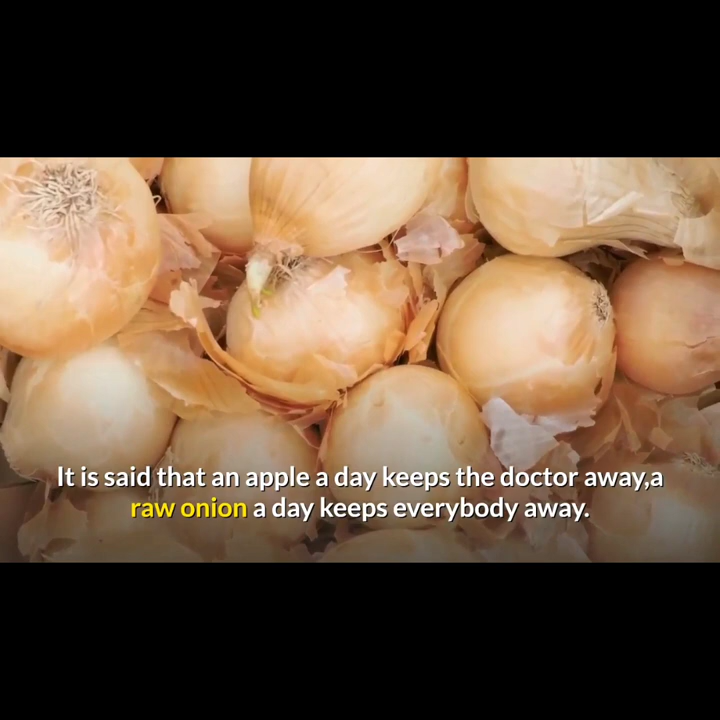 It is said that an apple a day keeps the doctor away,a
raw onion a day keeps everybody away.